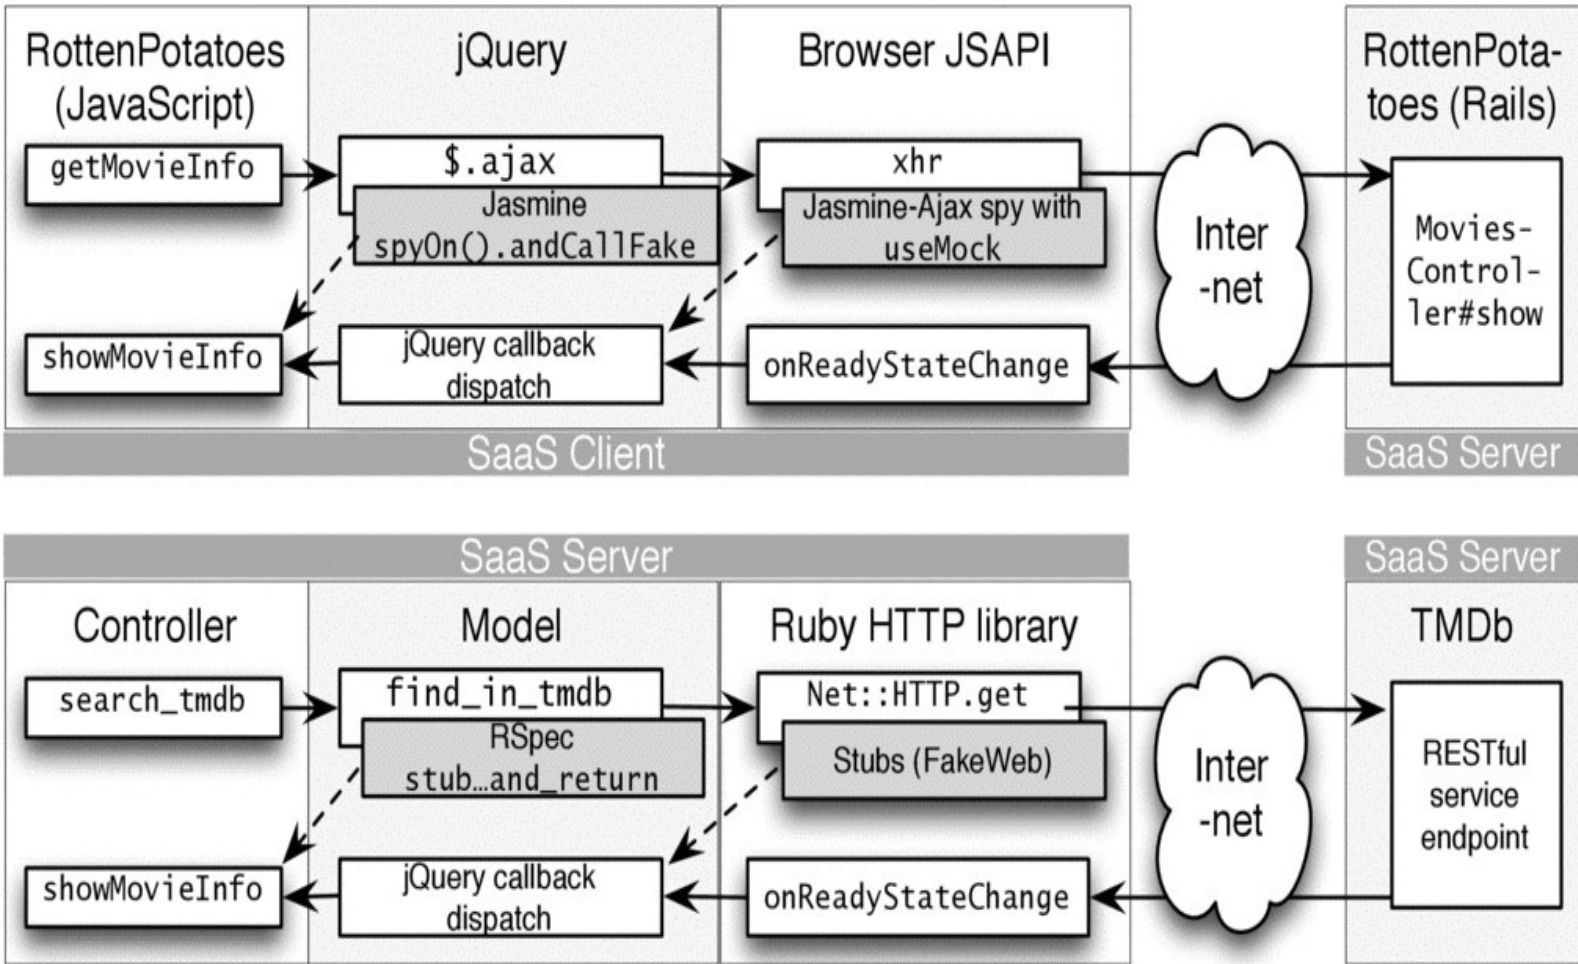 RottenPotatoes
(JavaScript)
jQuery
Browser JSAPI
RottenPota-
toes (Rails)
getMovieInfo
$.ajax
Jasmine
spyOn().andCallFake
xhr
Jasmine-Ajax spy with
useMock
Inter
-net
Movies-
Control-
ler#show
showMovieInfo
jQuery callback
dispatch
onReadyStateChange
SaaS Client
SaaS Server
SaaS Server
SaaS Server
Controller
Model
Ruby HTTP library
TMDb
search_tmdb
find_in_tmdb
RSpec
stub…and_return
Net::HTTP.get
Stubs (FakeWeb)
Inter
-net
RESTful
service
endpoint
showMovieInfo
jQuery callback
dispatch
onReadyStateChange